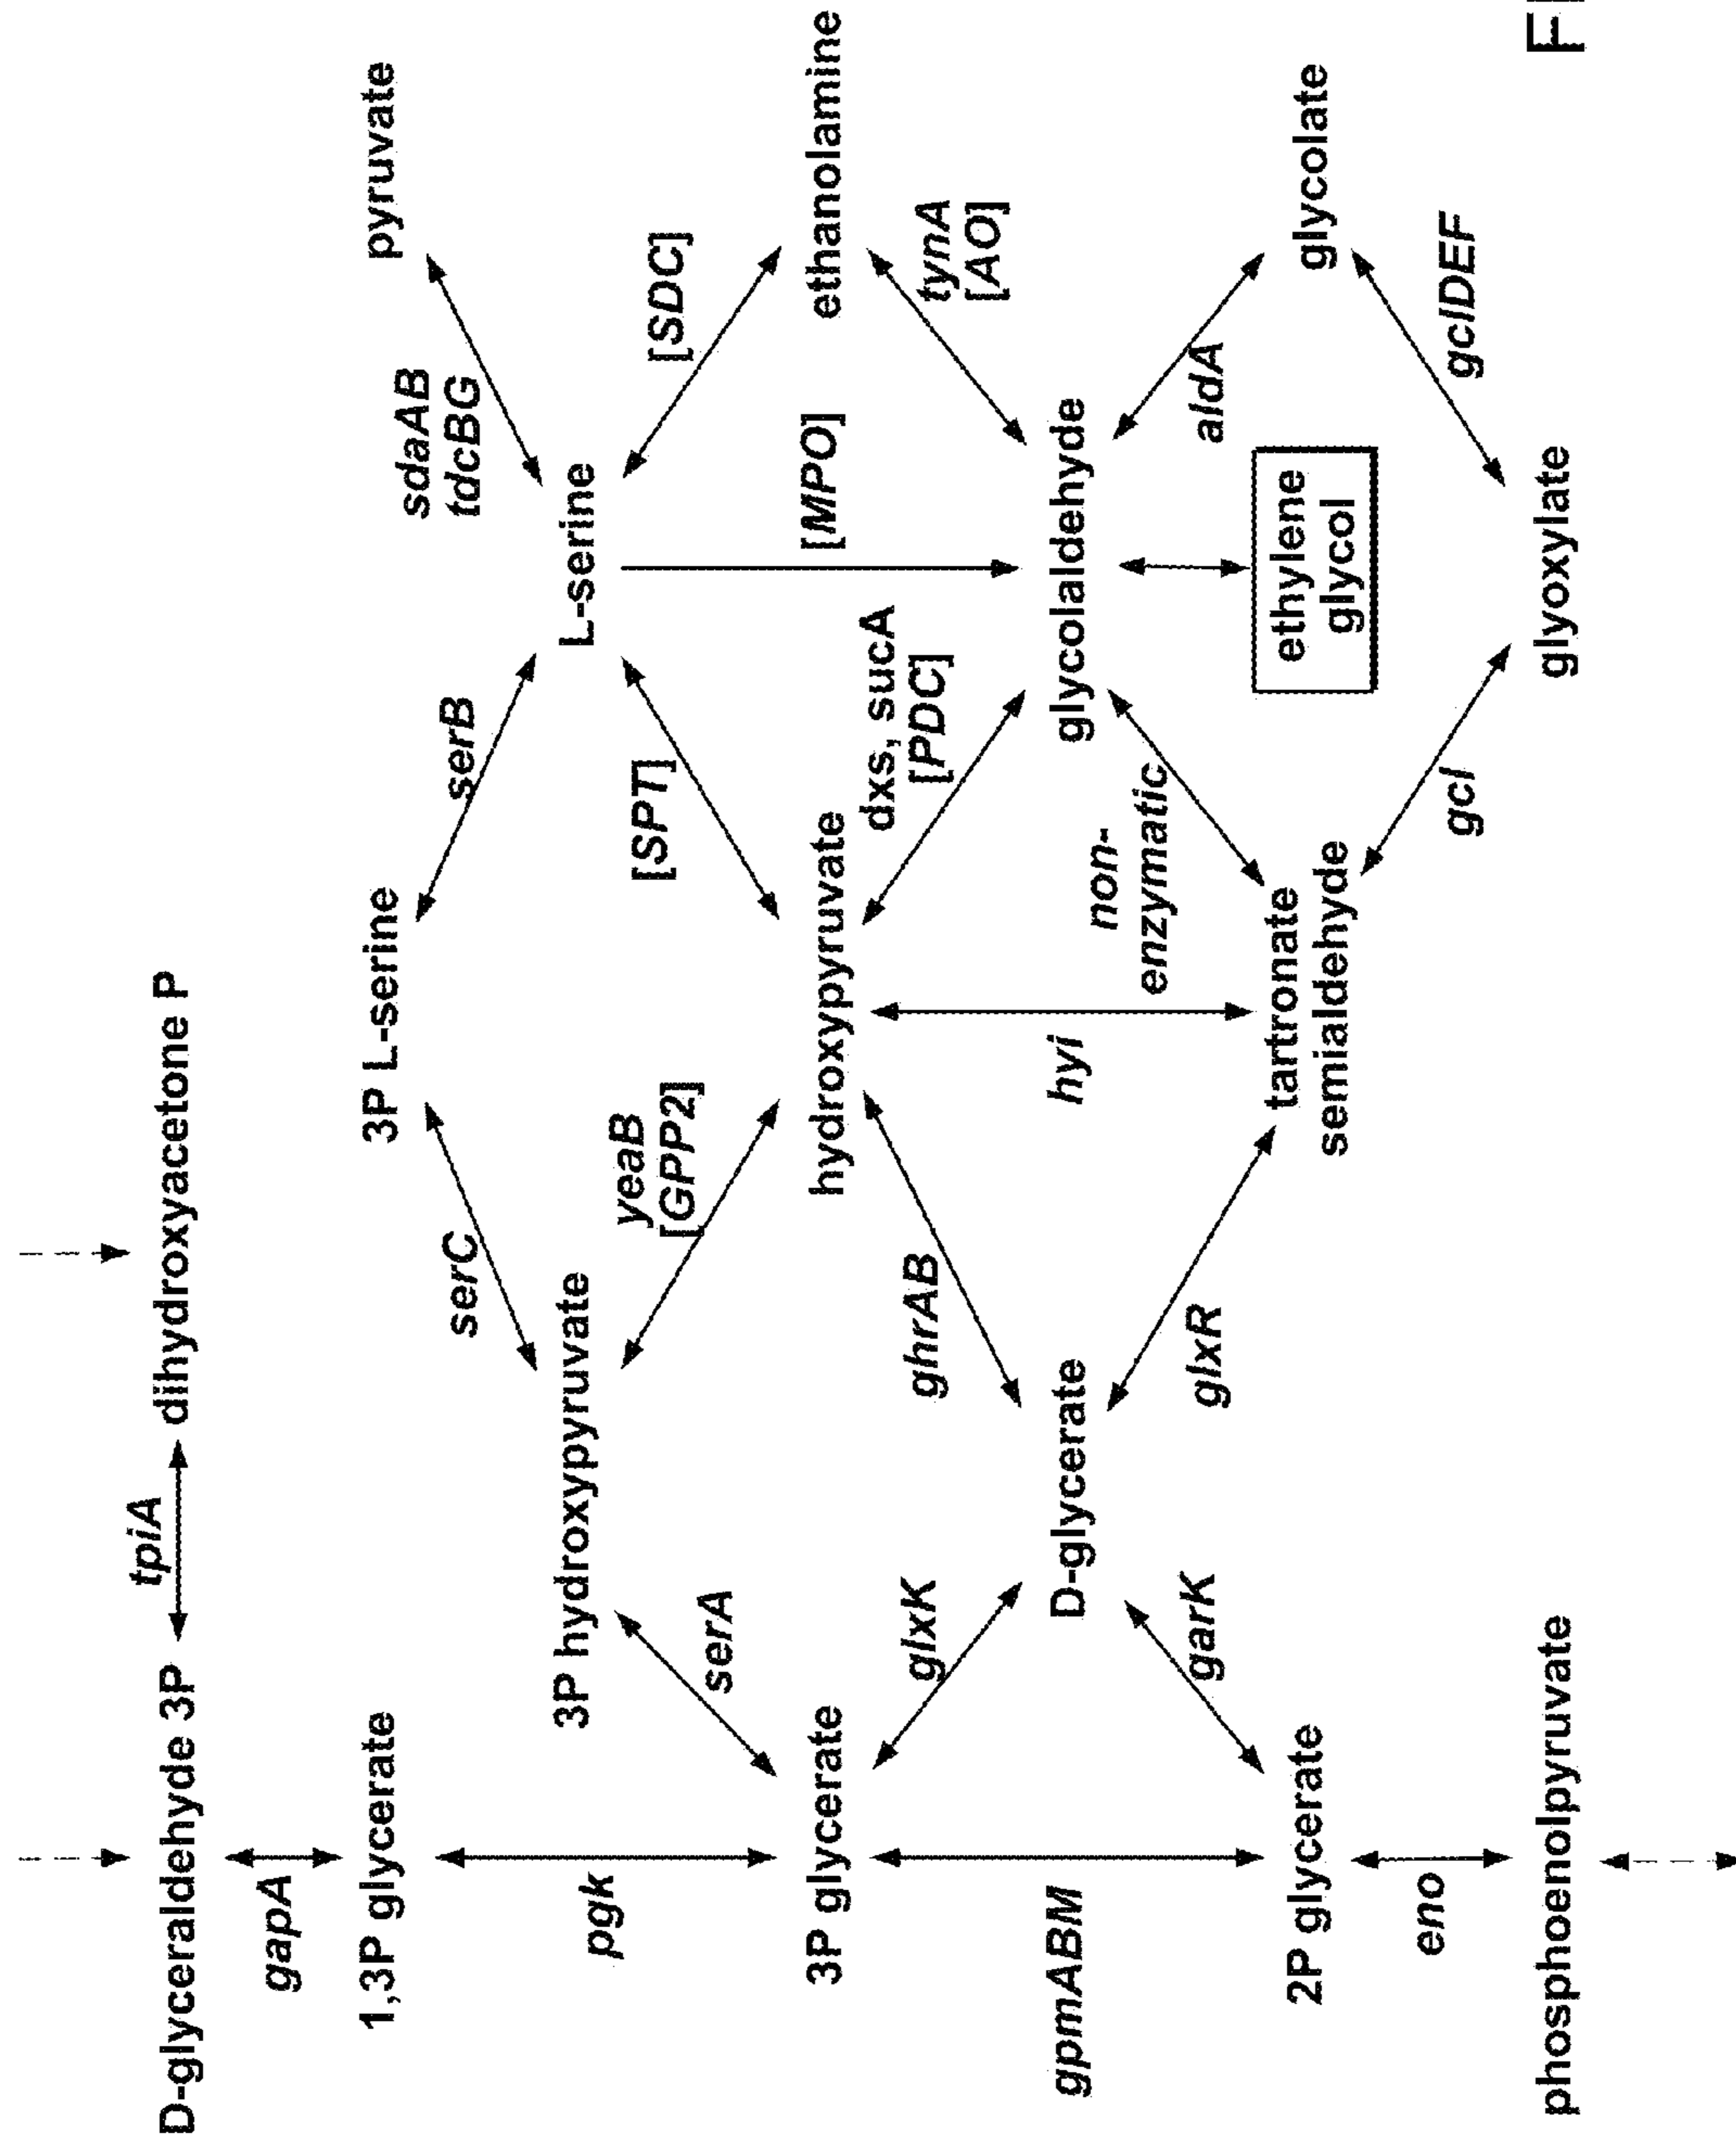 D-glyceraldehyde 3P
tpiA
dihydroxyacetone P
gapA
1,3P glycerate
3P L-serine
pyruvate
serC
serB
sdaAB
tdcBG
pgk
3P hydroxypyruvate
L-serine
serA
yeaB
[GPP2]
[SPT]
[SDC]
3P glycerate
hydroxypyruvate
[MPO]
ethanolamine
glxK
ghrAB
dxs, sucA
[PDC]
tynA
[AO]
gpmABM
D-glycerate
hyi
non-
enzymatic
glycolaldehyde
garK
glxR
aldA
2P glycerate
tartronate
semialdehyde
ethylene
glycol
glycolate
eno
gcl
gclDEF
phosphoenolpyruvate
glyoxylate